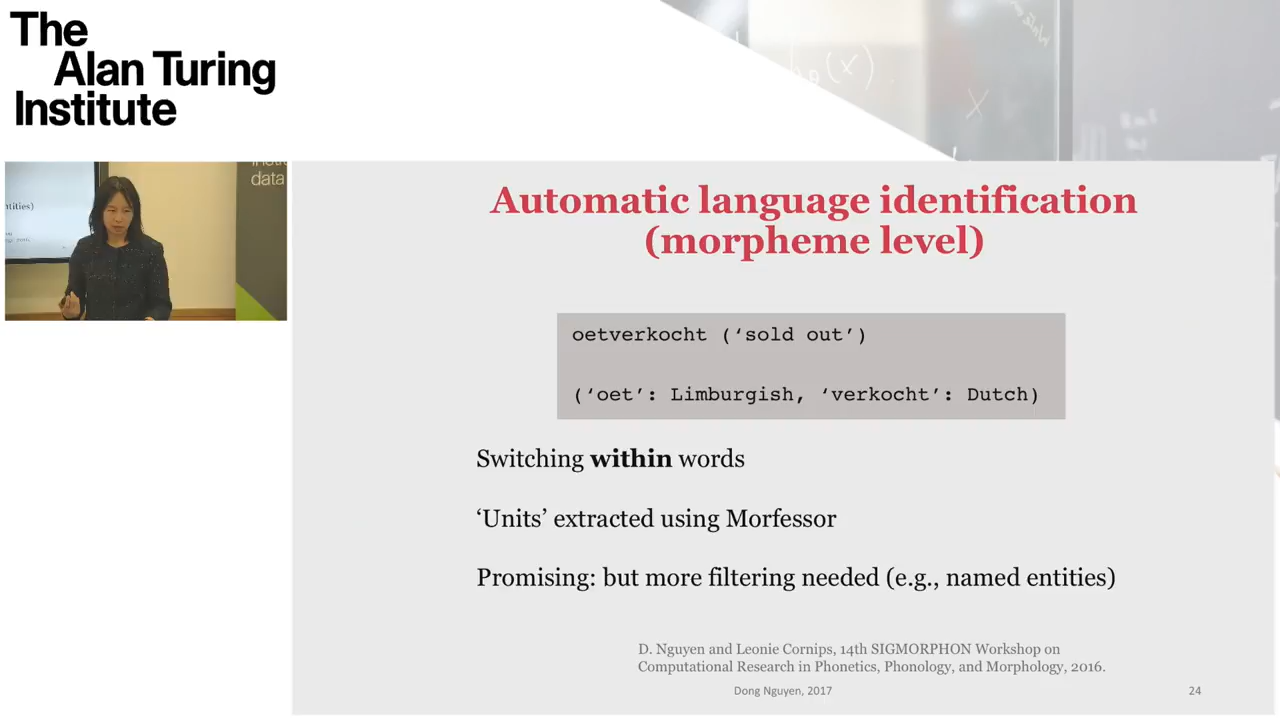 The
Alan Turing
Institute
data
Automatic language identification
(morpheme level)
oetverkocht (‘sold out’)
(‘oet’: Limburgish, ‘verkocht’: Dutch)
Switching within words
‘Units’ extracted using Morfessor
Promising: but more filtering needed (e.g., named entities)
D. Nguyen and Leonie Cornips, 14th SIGMORPHON Workshop on
Computational Research in Phonetics, Phonology, and Morphology, 2016.
Dong Nguyen, 2017
24